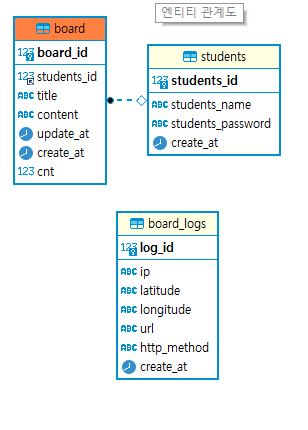 엔티티 관계도
board
123 board_id
123 students_id
ABC title
ABC content
update_at
create_at
123 cnt
students
123 students_id
ABC students_name
ABC students_password
create_at
board_logs
123 log_id
ABC ip
ABC latitude
ABC longitude
ABC url
ABC http_method
create_at